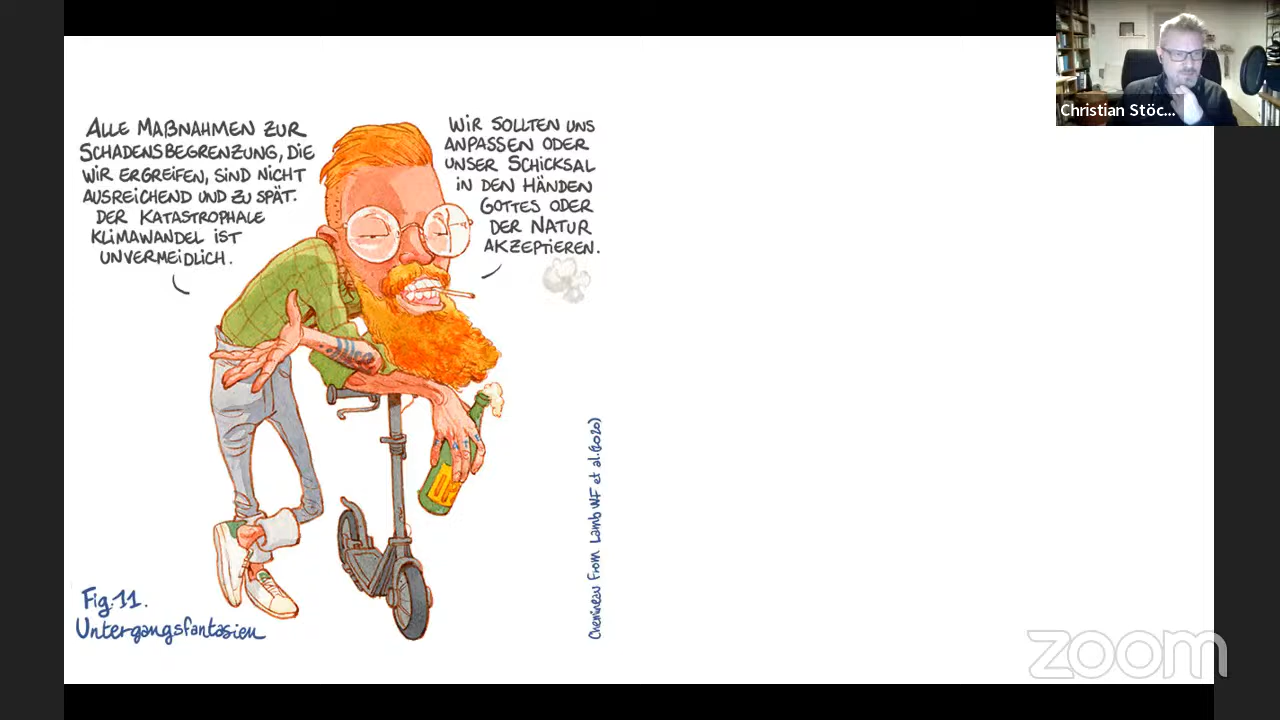 Christian Stöc...
ALLE MAßNAHMEN ZUR
SCHADENSBEGRENZUNG, DIE
WIR ERGREIFEN, SIND NICHT
AUSREICHEND UND ZU SPÄT.
DER KATASTROPHALE
KLIMAWANDEL IST
UNVERMEIDLICH.
WIR SOLLTEN UNS
ANPASSEN ODER
UNSER SCHICKSAL
IN DEN HÄNDEN
GOTTES ODER
DER NATUR
AKZEPTIEREN.
Chemineau From Lamb WF et al.(2020)
Fig.11.
Untergangsfantasien
zoom